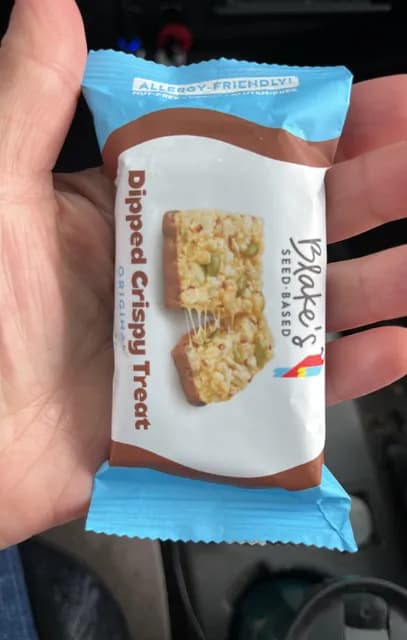 ALLERGY-FRIENDLY!
Blake's
SEED-BASED
Dipped Crispy Treat
ORIGINAL